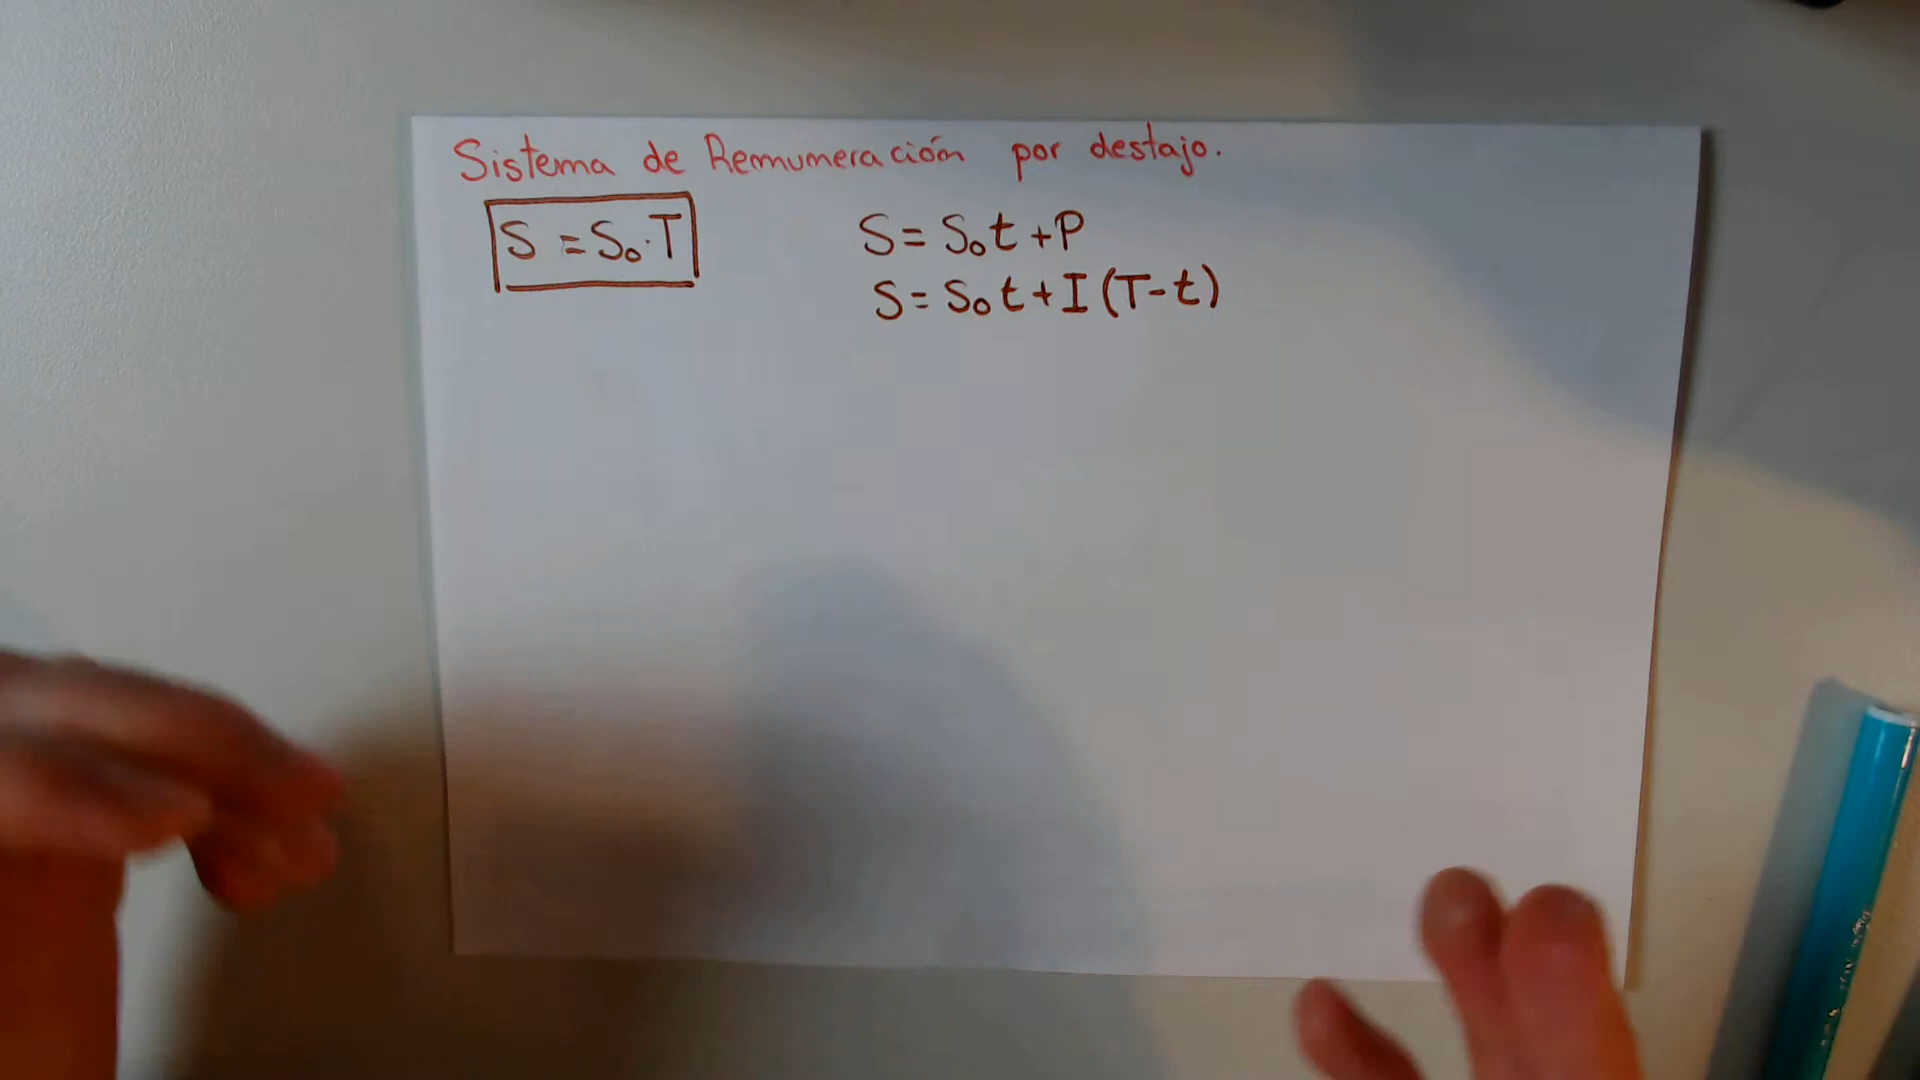 Sistema de Remuneración por destajo.
S = S₀·T
S = S₀t + P
S = S₀t + I (T-t)